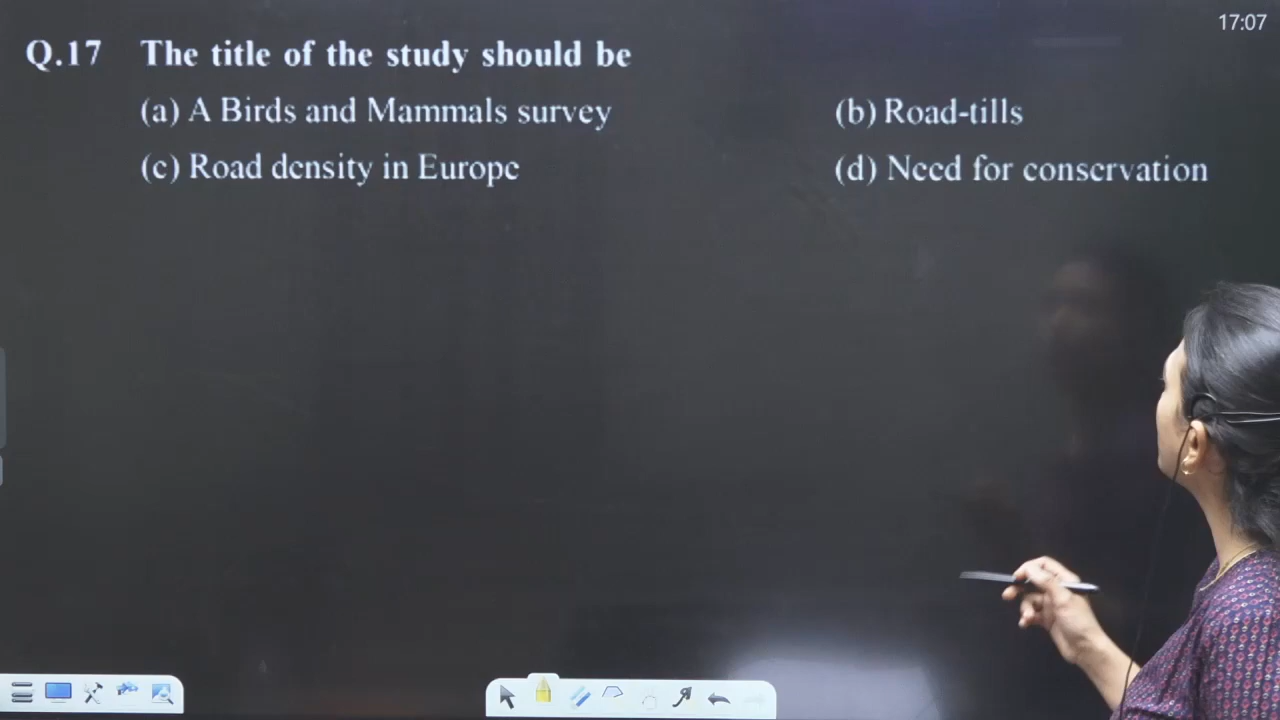 17:07
Q.17 The title of the study should be
(a) A Birds and Mammals survey (b) Road-tills
(c) Road density in Europe (d) Need for conservation